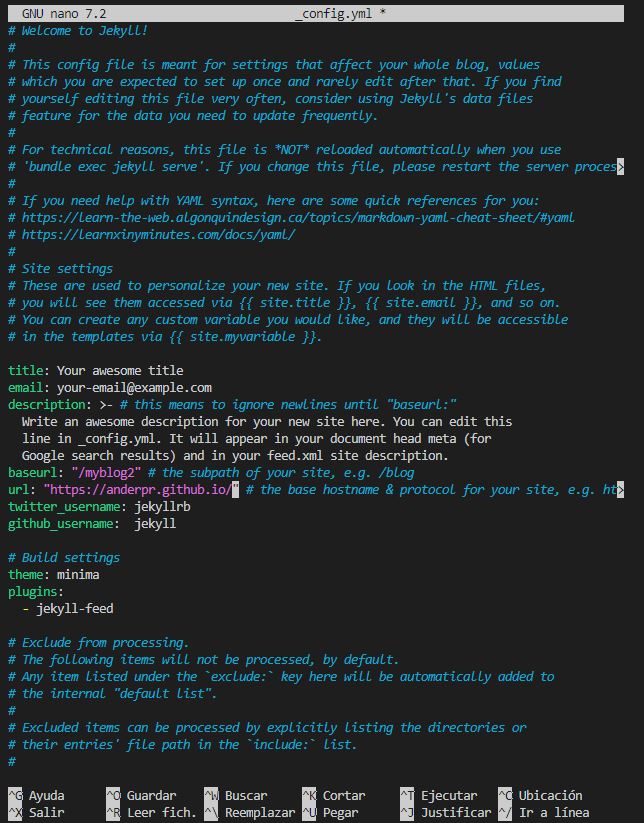 GNU nano 7.2 _config.yml *
# Welcome to Jekyll!
#
# This config file is meant for settings that affect your whole blog, values
# which you are expected to set up once and rarely edit after that. If you find
# yourself editing this file very often, consider using Jekyll's data files
# feature for the data you need to update frequently.
#
# For technical reasons, this file is *NOT* reloaded automatically when you use
# 'bundle exec jekyll serve'. If you change this file, please restart the server proces>
#
# If you need help with YAML syntax, here are some quick references for you:
# https://learn-the-web.algonquindesign.ca/topics/markdown-yaml-cheat-sheet/#yaml
# https://learnxinyminutes.com/docs/yaml/
#
# Site settings
# These are used to personalize your new site. If you look in the HTML files,
# you will see them accessed via {{ site.title }}, {{ site.email }}, and so on.
# You can create any custom variable you would like, and they will be accessible
# in the templates via {{ site.myvariable }}.
title: Your awesome title
email: your-email@example.com
description: >- # this means to ignore newlines until "baseurl:"
Write an awesome description for your new site here. You can edit this
line in _config.yml. It will appear in your document head meta (for
Google search results) and in your feed.xml site description.
baseurl: "/myblog2" # the subpath of your site, e.g. /blog
url: "https://anderpr.github.io/" # the base hostname & protocol for your site, e.g. ht>
twitter_username: jekyllrb
github_username:  jekyll
# Build settings
theme: minima
plugins:
- jekyll-feed
# Exclude from processing.
# The following items will not be processed, by default.
# Any item listed under the `exclude:` key here will be automatically added to
# the internal "default list".
#
# Excluded items can be processed by explicitly listing the directories or
# their entries' file path in the `include:` list.
#
^G Ayuda ^O Guardar ^W Buscar ^K Cortar ^T Ejecutar ^C Ubicación
^X Salir ^R Leer fich. ^\ Reemplazar ^U Pegar ^J Justificar ^/ Ir a línea